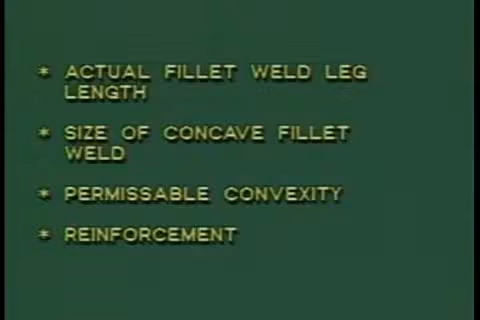 * ACTUAL FILLET WELD LEG
LENGTH
* SIZE OF CONCAVE FILLET
WELD
* PERMISSABLE CONVEXITY
* REINFORCEMENT